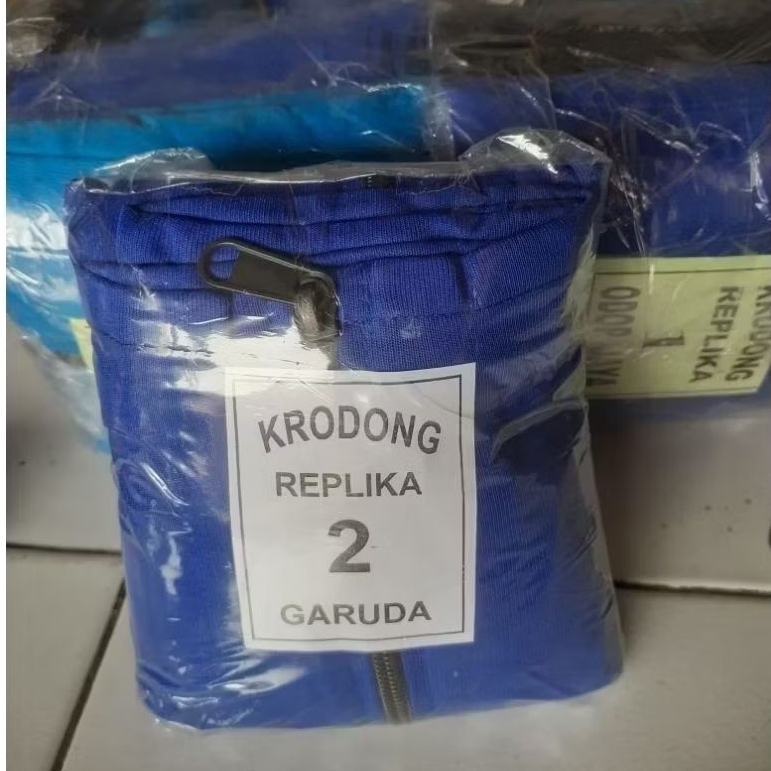 KRODONG
REPLIKA
2
GARUDA
KRODONG
REPLIKA
1